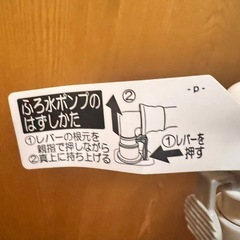 ふろ水ポンプの
はずしかた
①レバーの根元を
親指で押しながら
②真上に持ち上げる
②
①レバーを
押す
-p-